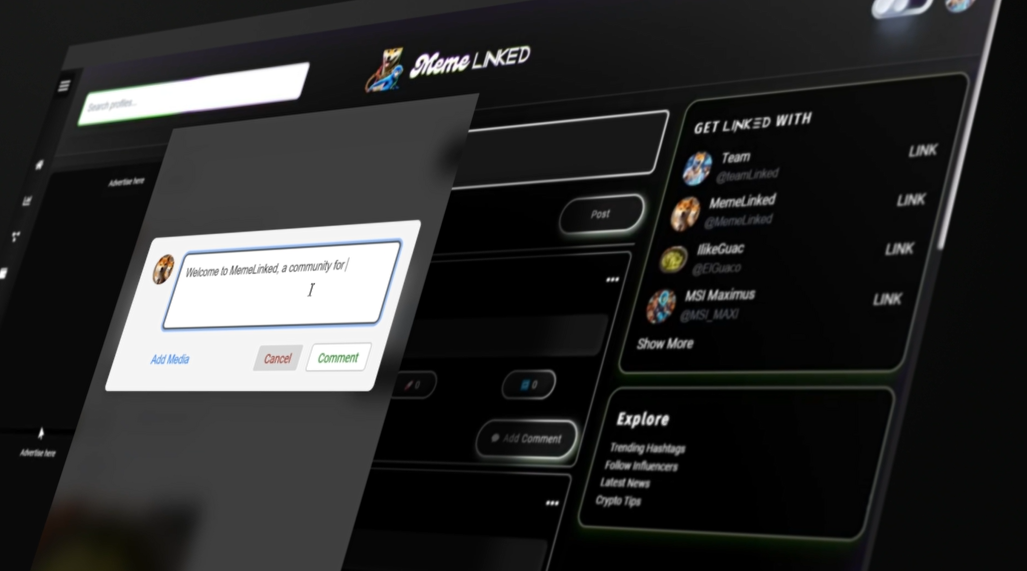 Meme LINKED
Search profiles...
Advertise here
Post
GET LINKED WITH
Team
@teamLinked
LINK
MemeLinked
@MemeLinked
LINK
IlikeGuac
@ElGuaco
LINK
MSI Maximus
@MSI_MAXI
LINK
Show More
Welcome to MemeLinked, a community for
Add Media
Cancel
Comment
0
0
Add Comment
Explore
Trending Hashtags
Follow Influencers
Latest News
Crypto Tips
Advertise here